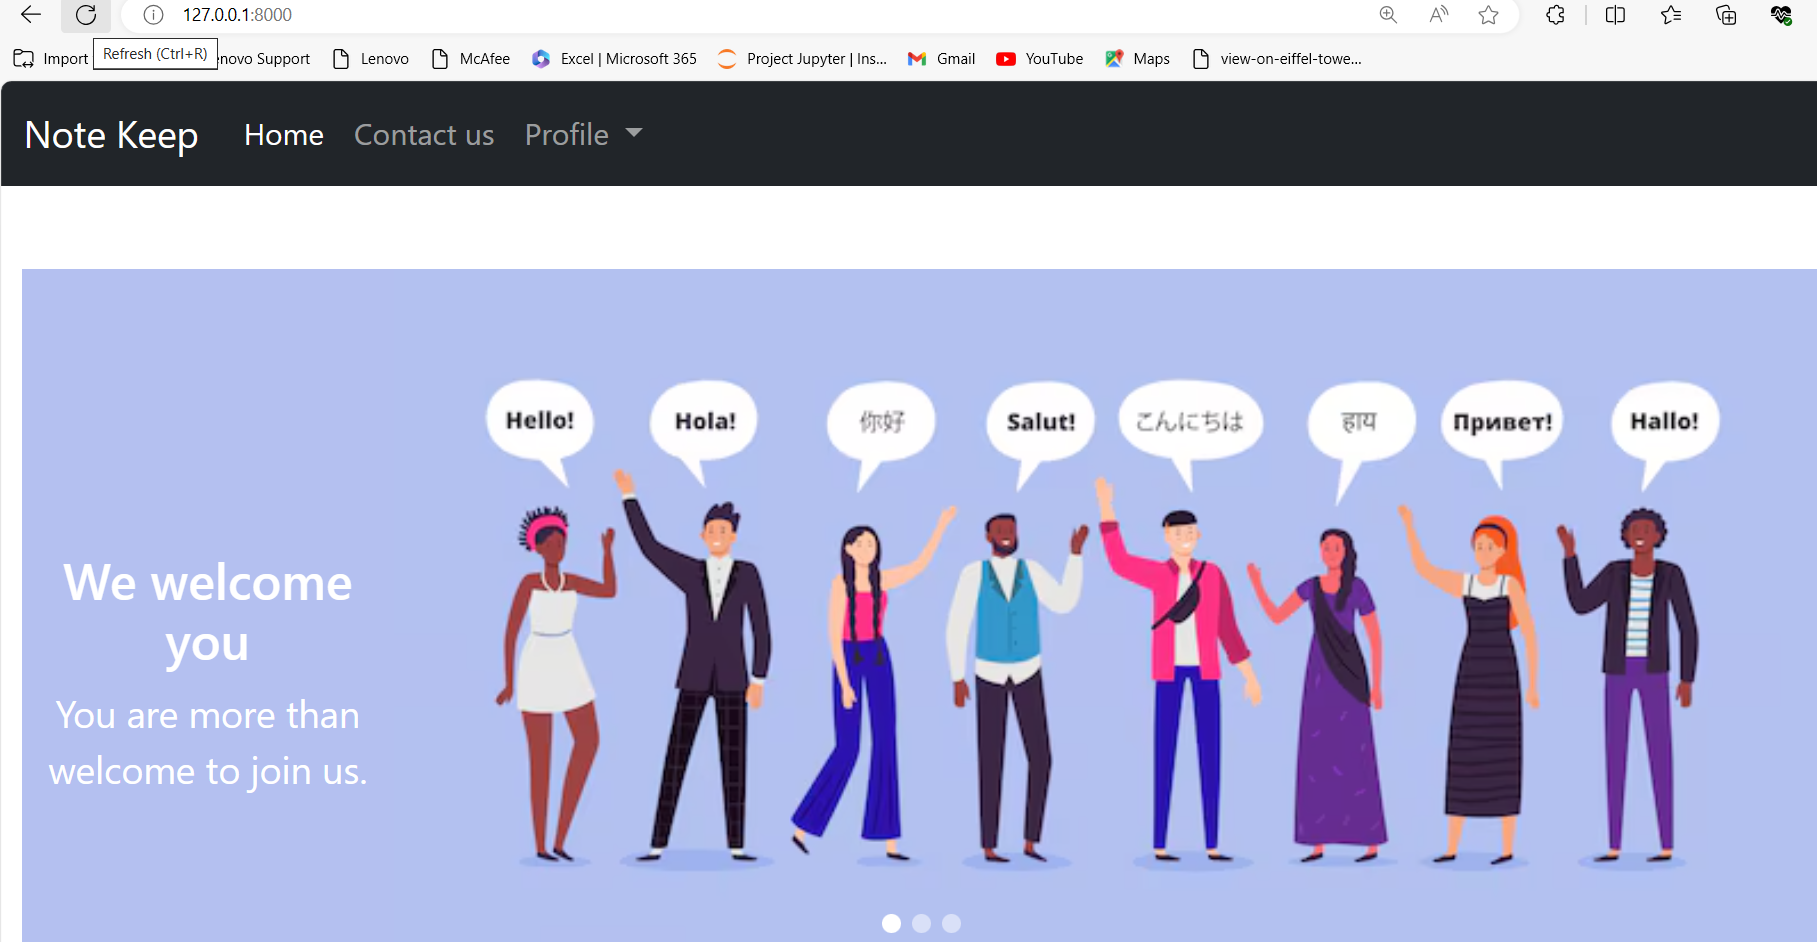 127.0.0.1:8000
Import
Refresh (Ctrl+R)
enovo Support
Lenovo
McAfee
Excel | Microsoft 365
Project Jupyter | Ins...
Gmail
YouTube
Maps
view-on-eiffel-towe...
Note Keep
Home
Contact us
Profile
Hello!
Hola!
你好
Salut!
こんにちは
हाय
Привет!
Hallo!
We welcome
you
You are more than
welcome to join us.